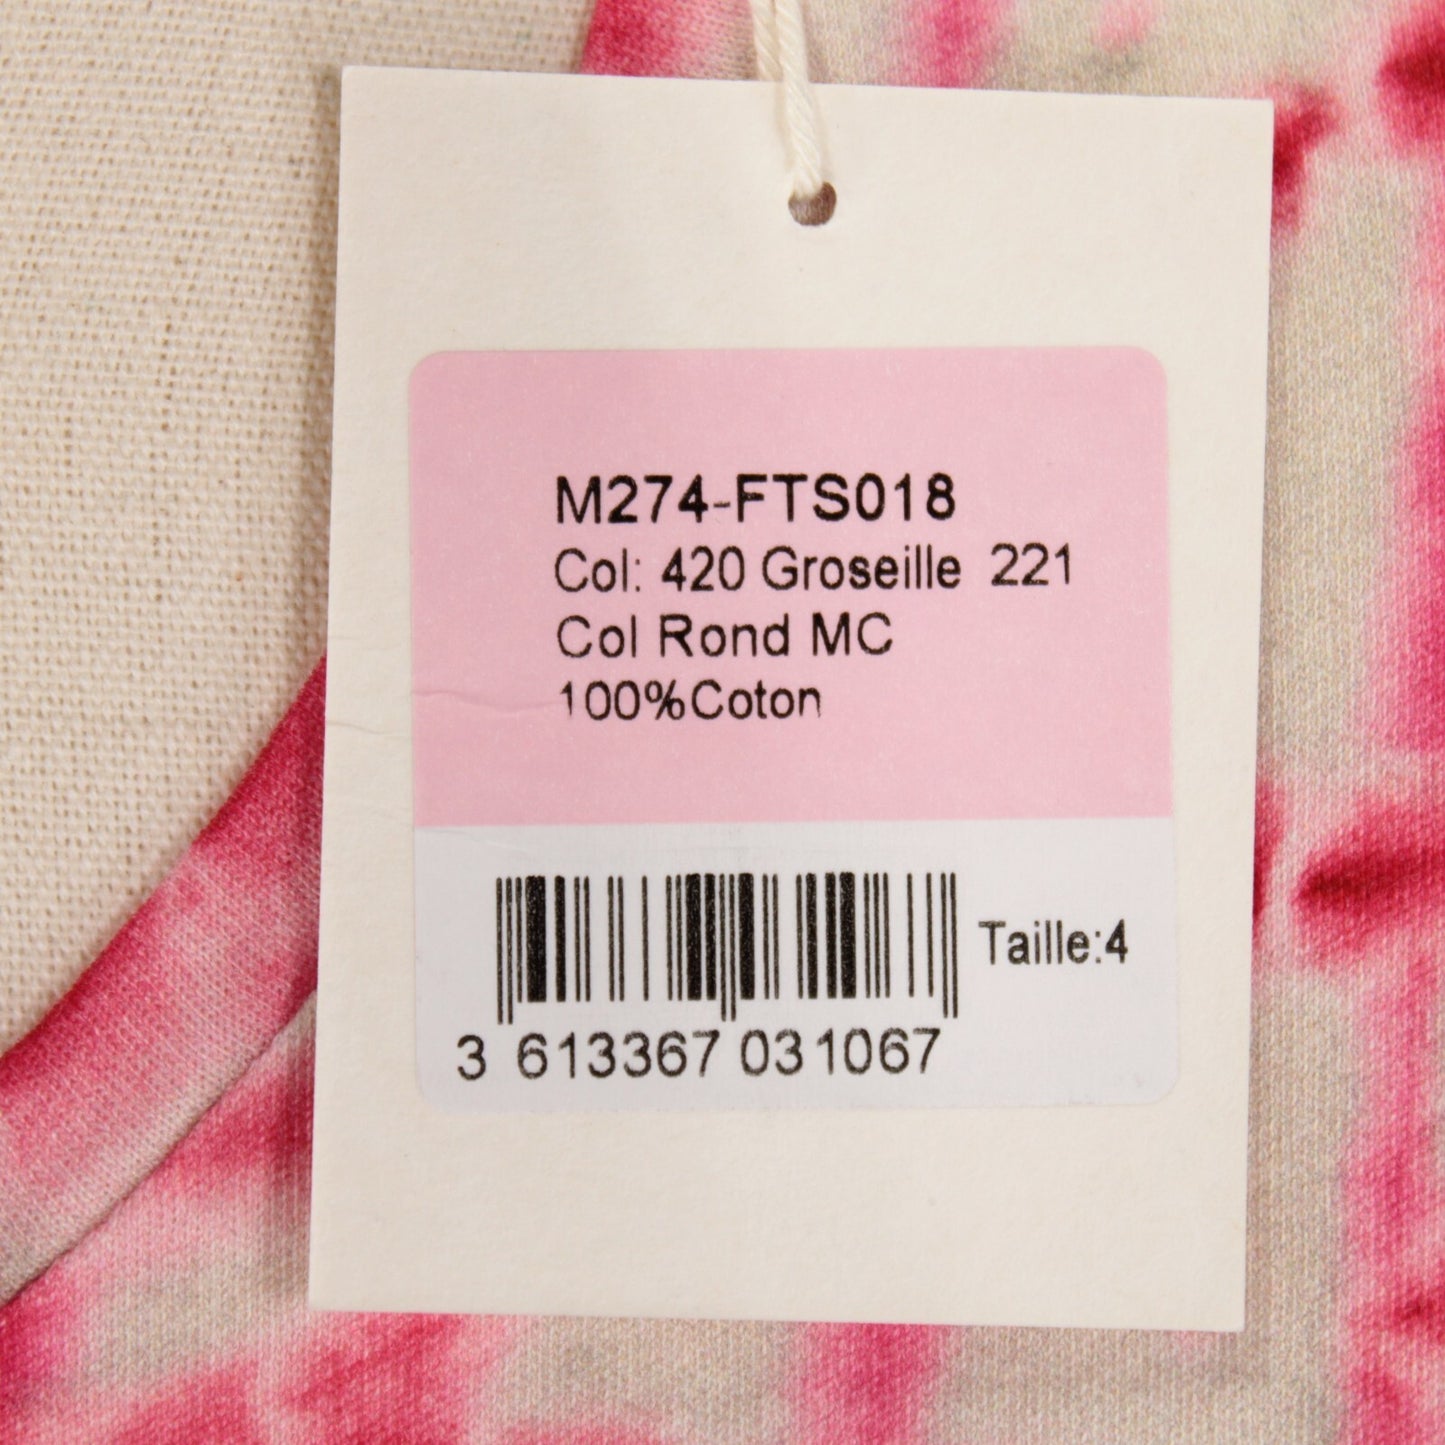 M274-FTS018
Col: 420 Groseille 221
Col Rond MC
100%Coton
Taille:4
3 613367 031067